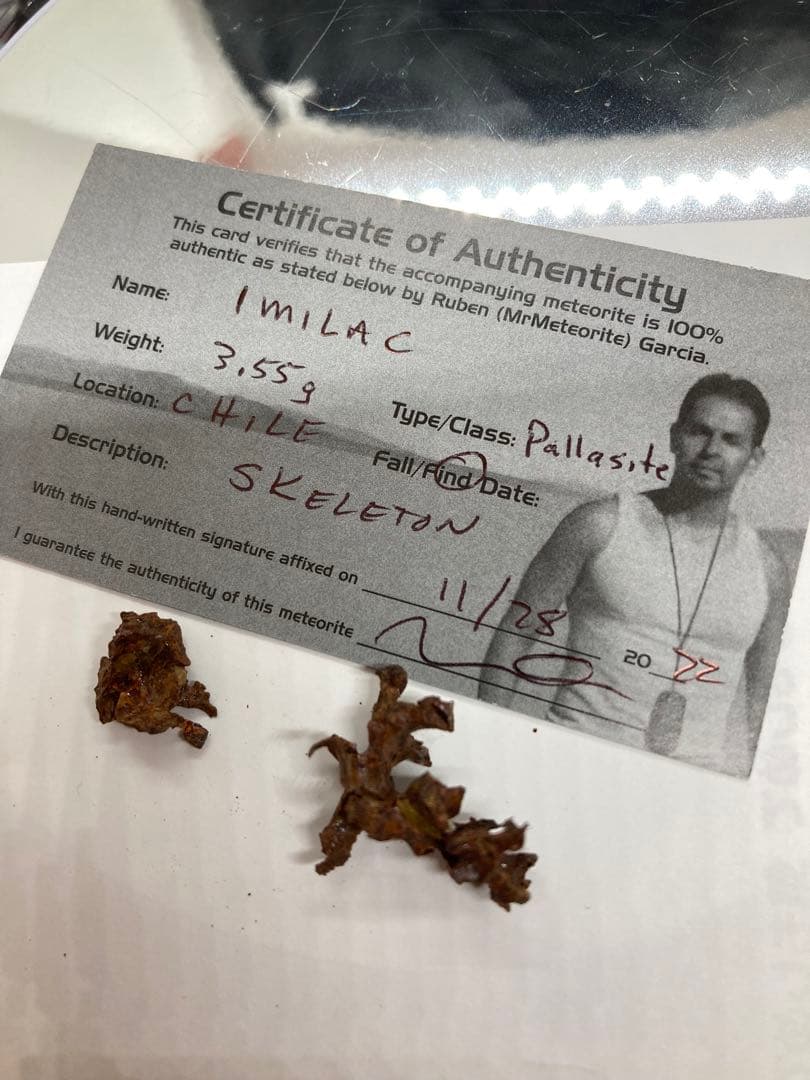 Certificate of Authenticity
This card verifies that the accompanying meteorite is 100%
authentic as stated below by Ruben (MrMeteorite) Garcia.
Name: IMILAC
Weight: 3.55g
Type/Class: Pallasite
Location: CHILE
Fall/Find Date:
Description: SKELETON
With this hand-written signature affixed on 11/28 2022
I guarantee the authenticity of this meteorite